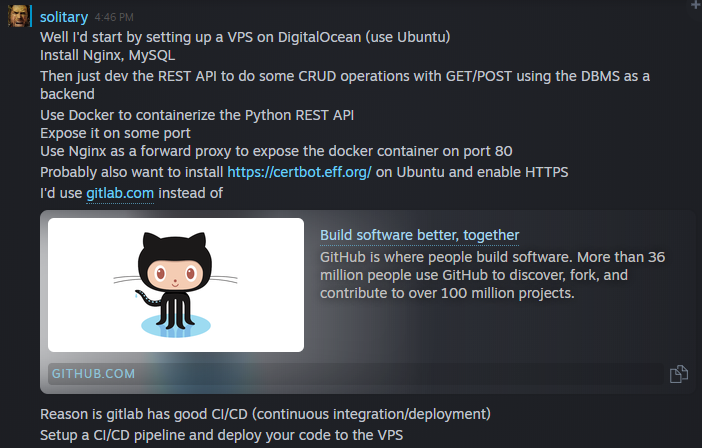 solitary 4:46 PM
Well I'd start by setting up a VPS on DigitalOcean (use Ubuntu)
Install Nginx, MySQL
Then just dev the REST API to do some CRUD operations with GET/POST using the DBMS as a
backend
Use Docker to containerize the Python REST API
Expose it on some port
Use Nginx as a forward proxy to expose the docker container on port 80
Probably also want to install https://certbot.eff.org/ on Ubuntu and enable HTTPS
I'd use gitlab.com instead of
Build software better, together
GitHub is where people build software. More than 36
million people use GitHub to discover, fork, and
contribute to over 100 million projects.
GITHUB.COM
Reason is gitlab has good CI/CD (continuous integration/deployment)
Setup a CI/CD pipeline and deploy your code to the VPS